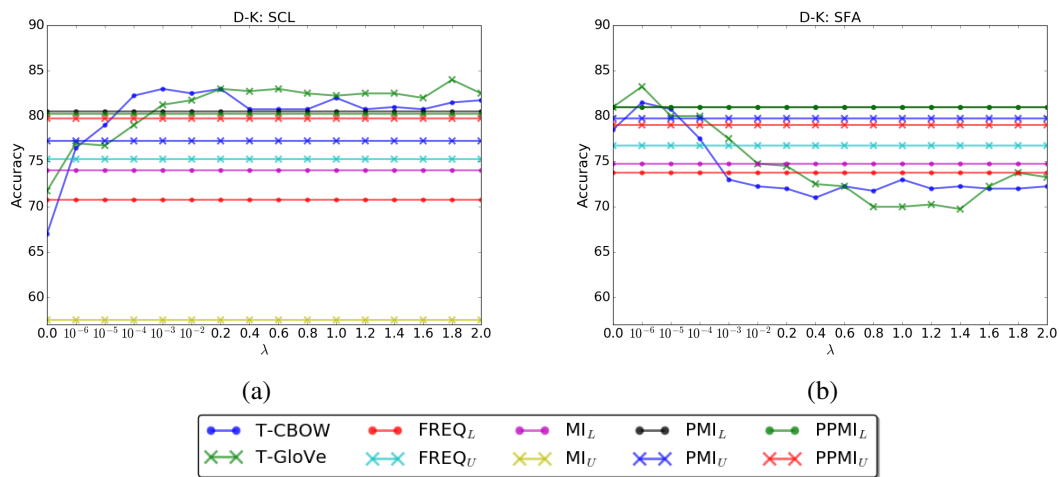 D-K: SCL
90
85
80
75
70
65
60
Accuracy
0.0 10⁻⁶ 10⁻⁵ 10⁻⁴ 10⁻³ 10⁻² 0.2 0.4 0.6 0.8 1.0 1.2 1.4 1.6 1.8 2.0
λ
(a)
D-K: SFA
90
85
80
75
70
65
60
Accuracy
0.0 10⁻⁶ 10⁻⁵ 10⁻⁴ 10⁻³ 10⁻² 0.2 0.4 0.6 0.8 1.0 1.2 1.4 1.6 1.8 2.0
λ
(b)
T-CBOW FREQ_L MI_L PMI_L PPMI_L
T-GloVe FREQ_U MI_U PMI_U PPMI_U